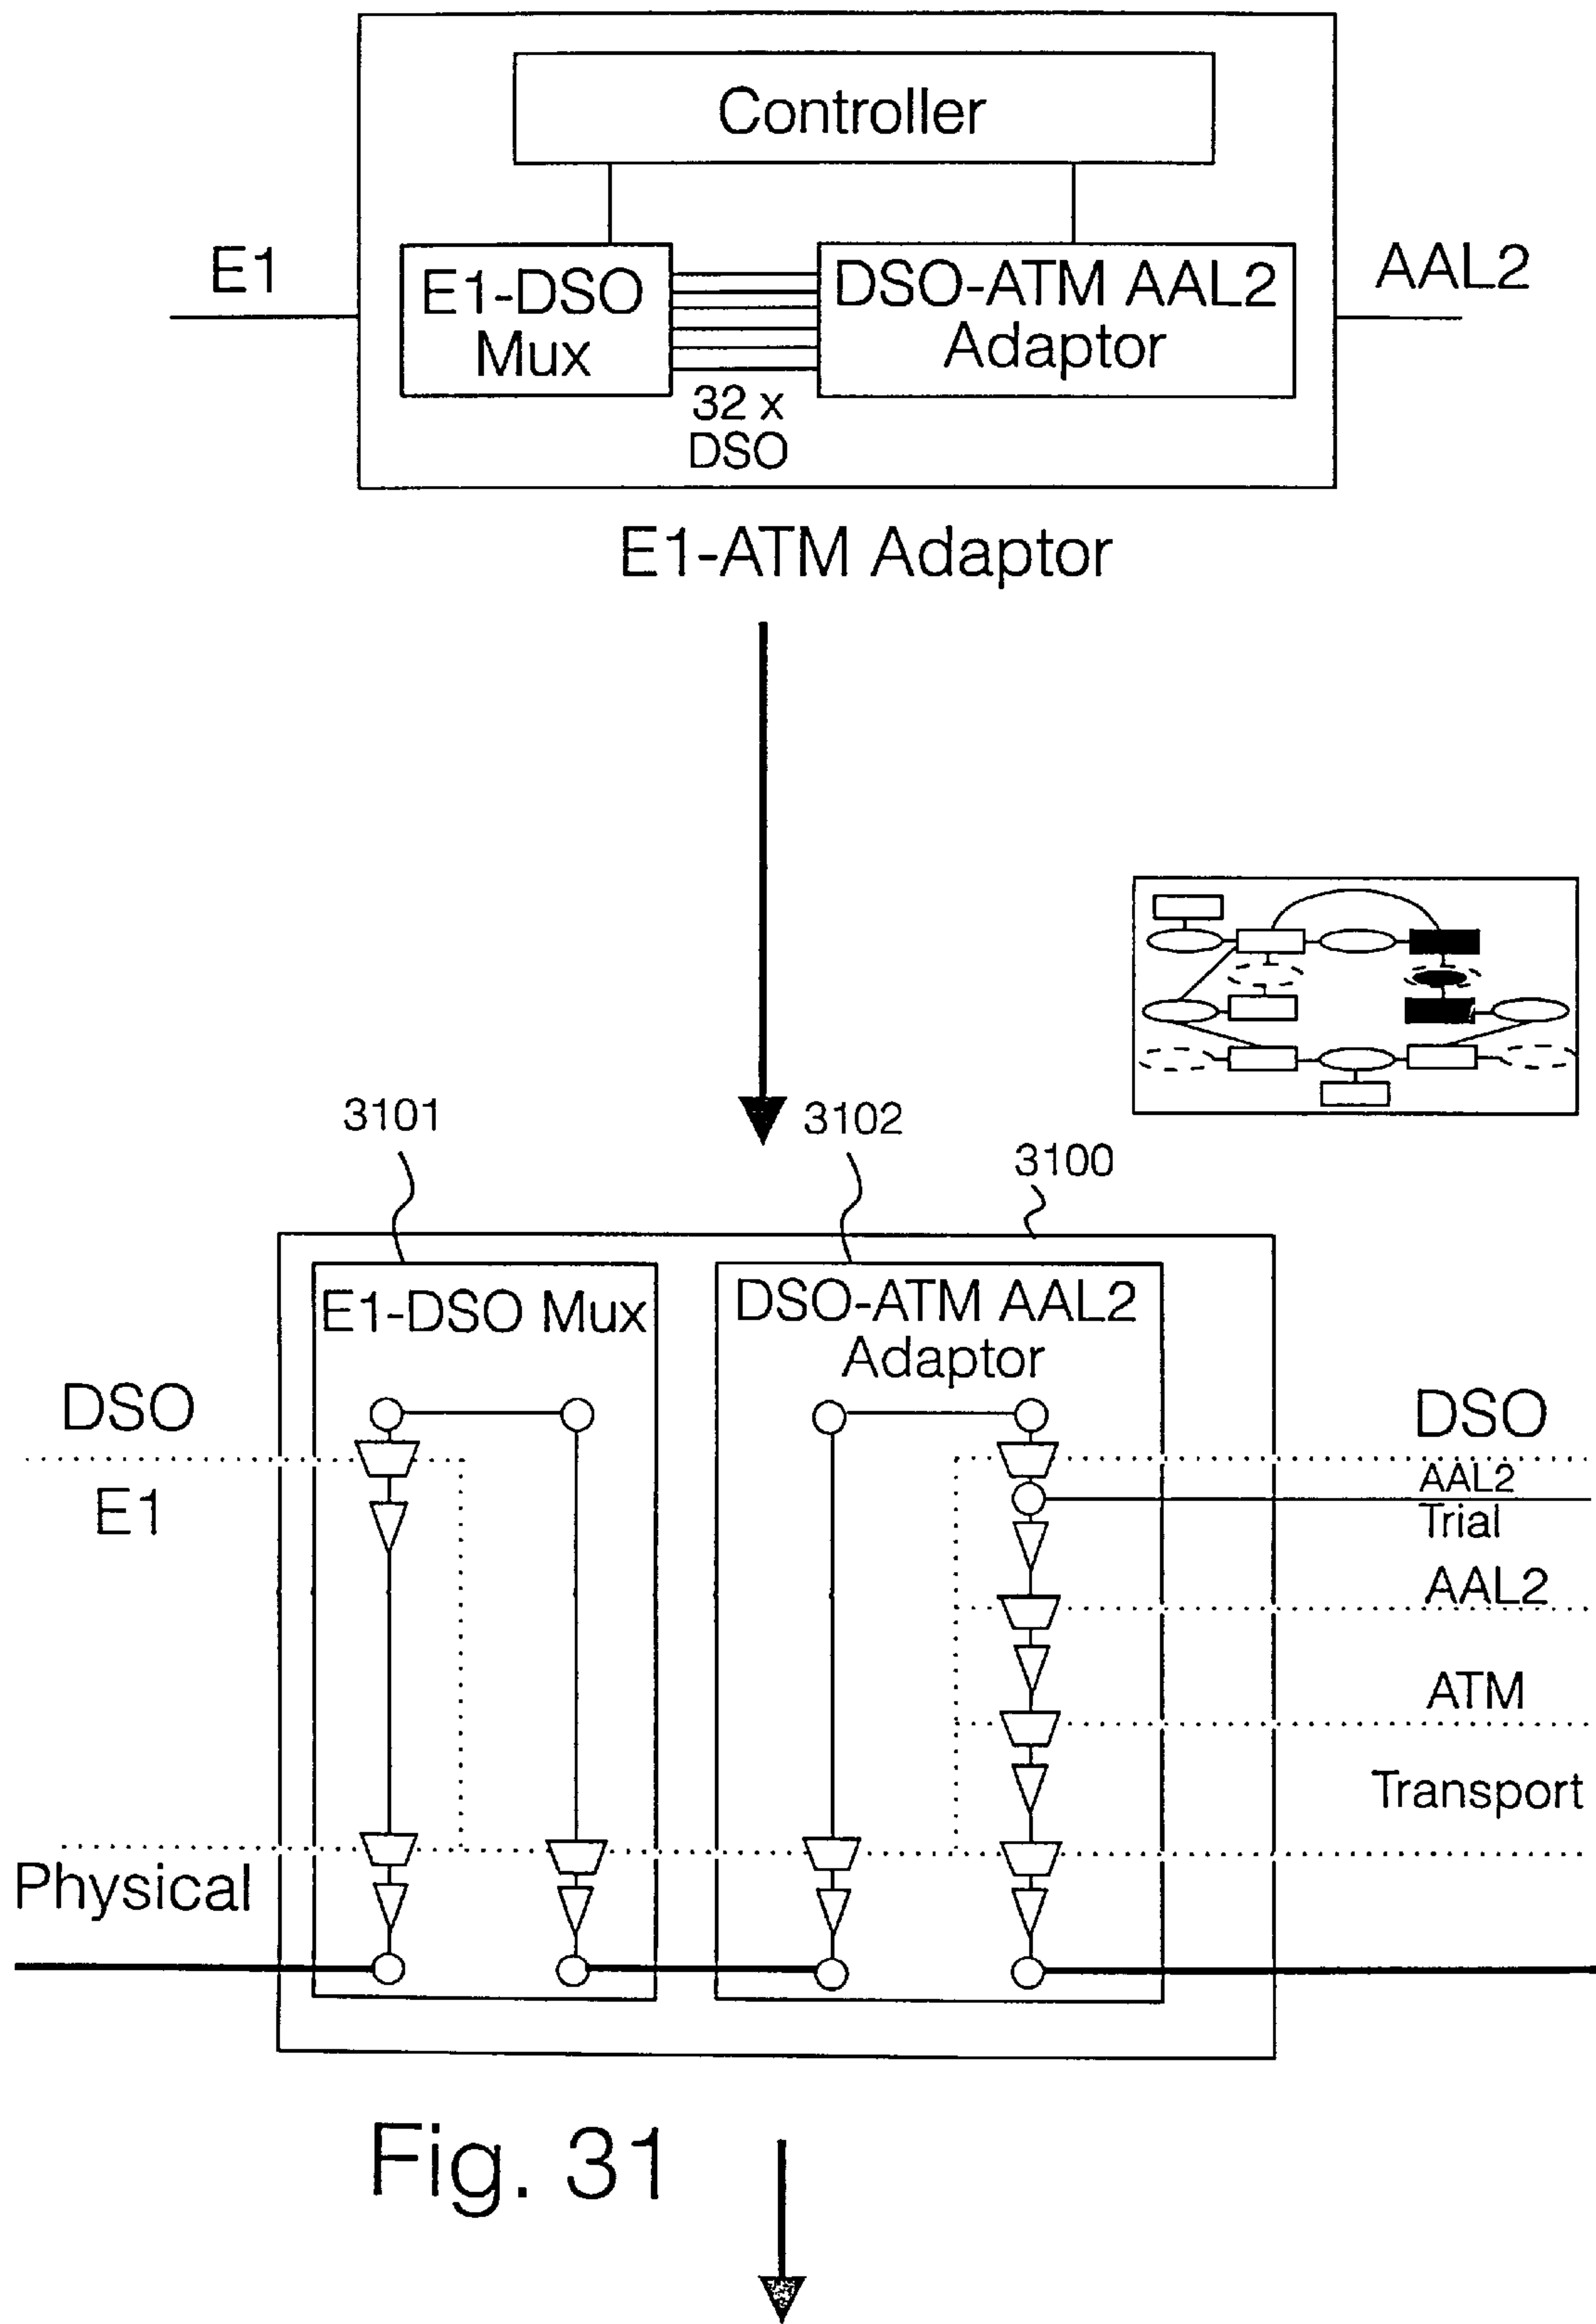 Controller
E1
E1-DSO
Mux
DSO-ATM AAL2
Adaptor
AAL2
32 x
DSO
E1-ATM Adaptor
3101
3102
3100
E1-DSO Mux
DSO-ATM AAL2
Adaptor
DSO
E1
Physical
DSO
AAL2
Trial
AAL2
ATM
Transport
Fig. 31